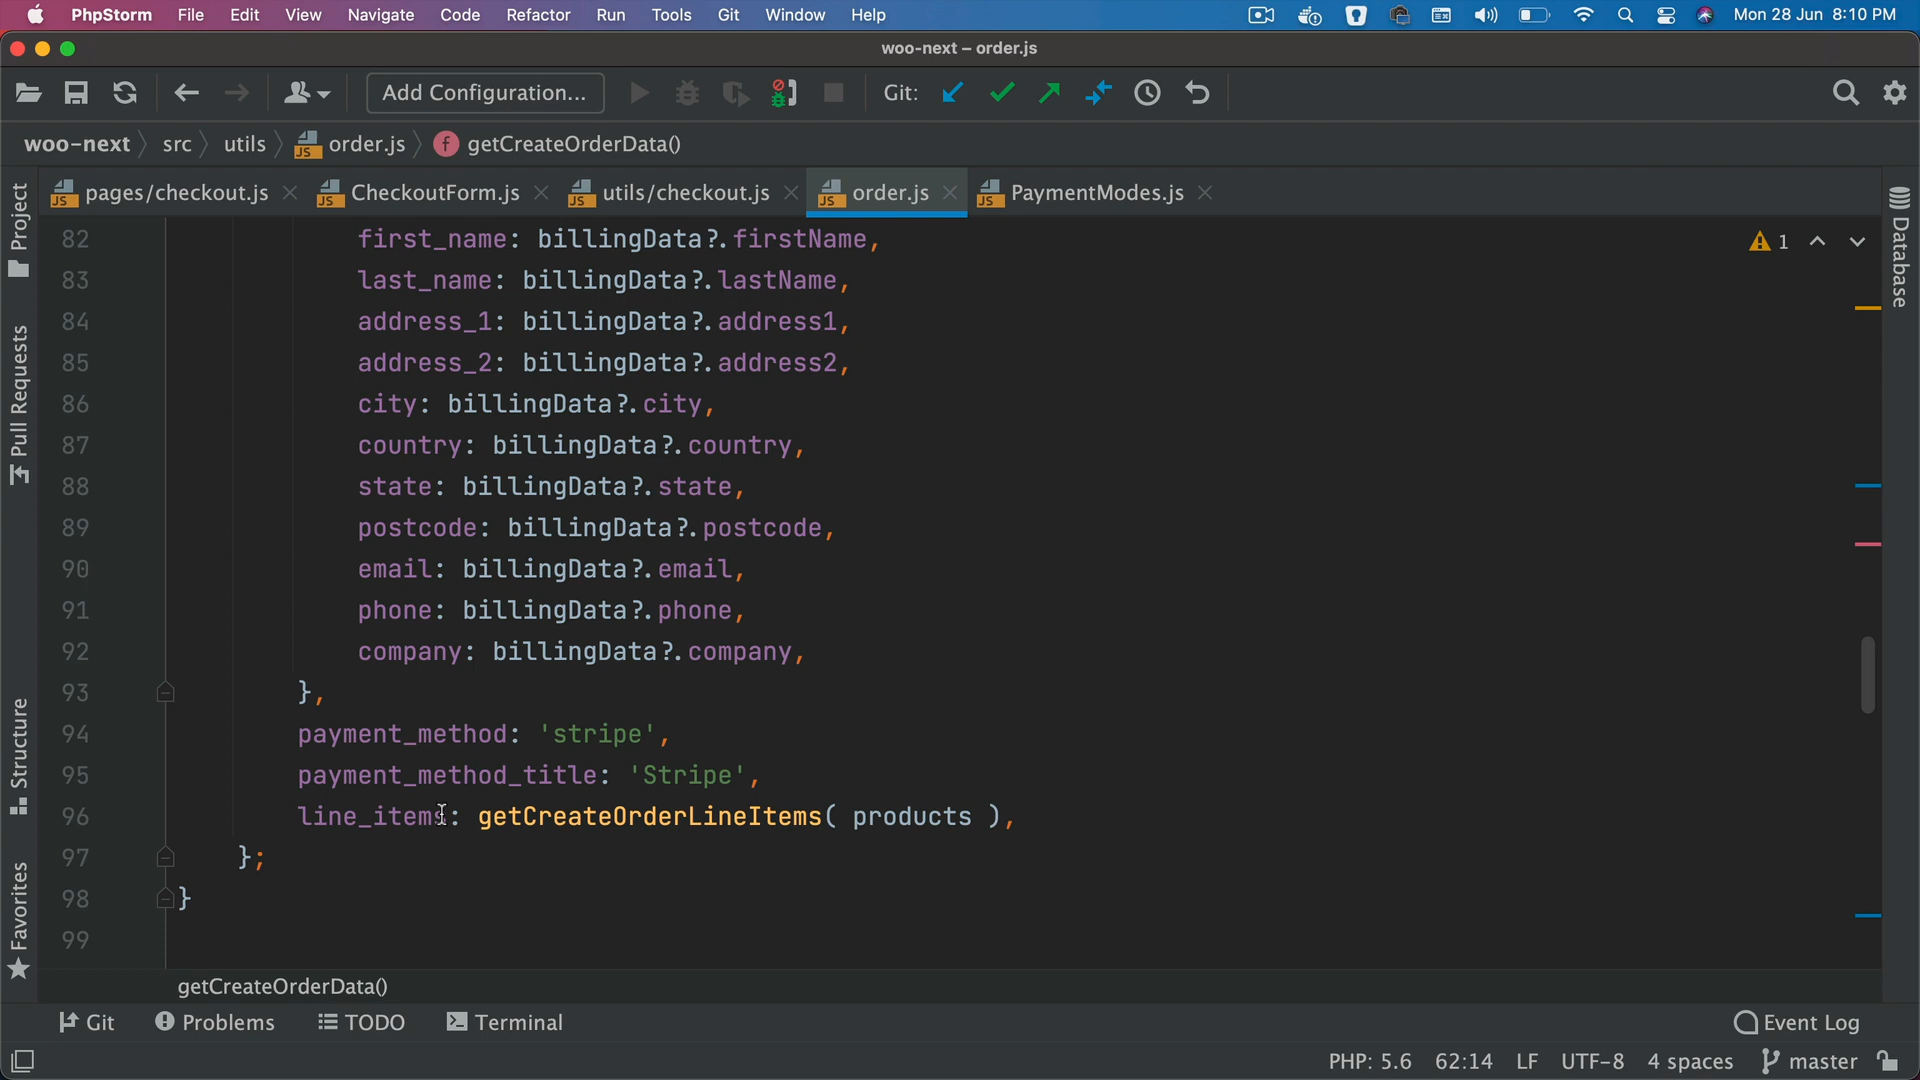 PhpStorm File Edit View Navigate Code Refactor Run Tools Git Window Help Mon 28 Jun 8:10 PM
woo-next – order.js
Add Configuration... Git:
woo-next src utils order.js getCreateOrderData()
pages/checkout.js CheckoutForm.js utils/checkout.js order.js PaymentModes.js
Project
Pull Requests
Structure
Favorites
Database
1
82 first_name: billingData?.firstName,
83 last_name: billingData?.lastName,
84 address_1: billingData?.address1,
85 address_2: billingData?.address2,
86 city: billingData?.city,
87 country: billingData?.country,
88 state: billingData?.state,
89 postcode: billingData?.postcode,
90 email: billingData?.email,
91 phone: billingData?.phone,
92 company: billingData?.company,
93 },
94 payment_method: 'stripe',
95 payment_method_title: 'Stripe',
96 line_items: getCreateOrderLineItems( products ),
97 };
98 }
99
getCreateOrderData()
Git Problems TODO Terminal Event Log
PHP: 5.6 62:14 LF UTF-8 4 spaces master